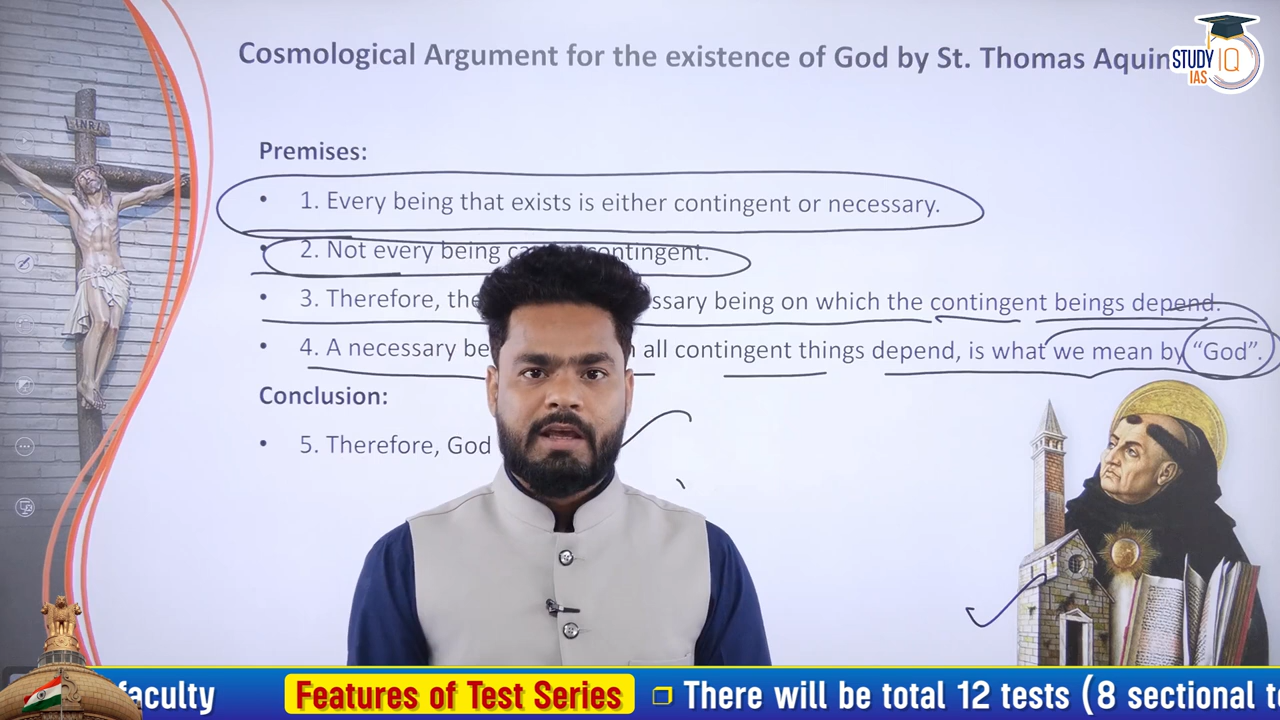 Cosmological Argument for the existence of God by St. Thomas Aquin
STUDY IQ
IAS
INRI
Premises:
• 1. Every being that exists is either contingent or necessary.
• 2. Not every being ca contingent.
• 3. Therefore, the ssary being on which the contingent beings depend.
• 4. A necessary be all contingent things depend, is what we mean by “God”.
Conclusion:
• 5. Therefore, God
faculty
Features of Test Series
There will be total 12 tests (8 sectional t